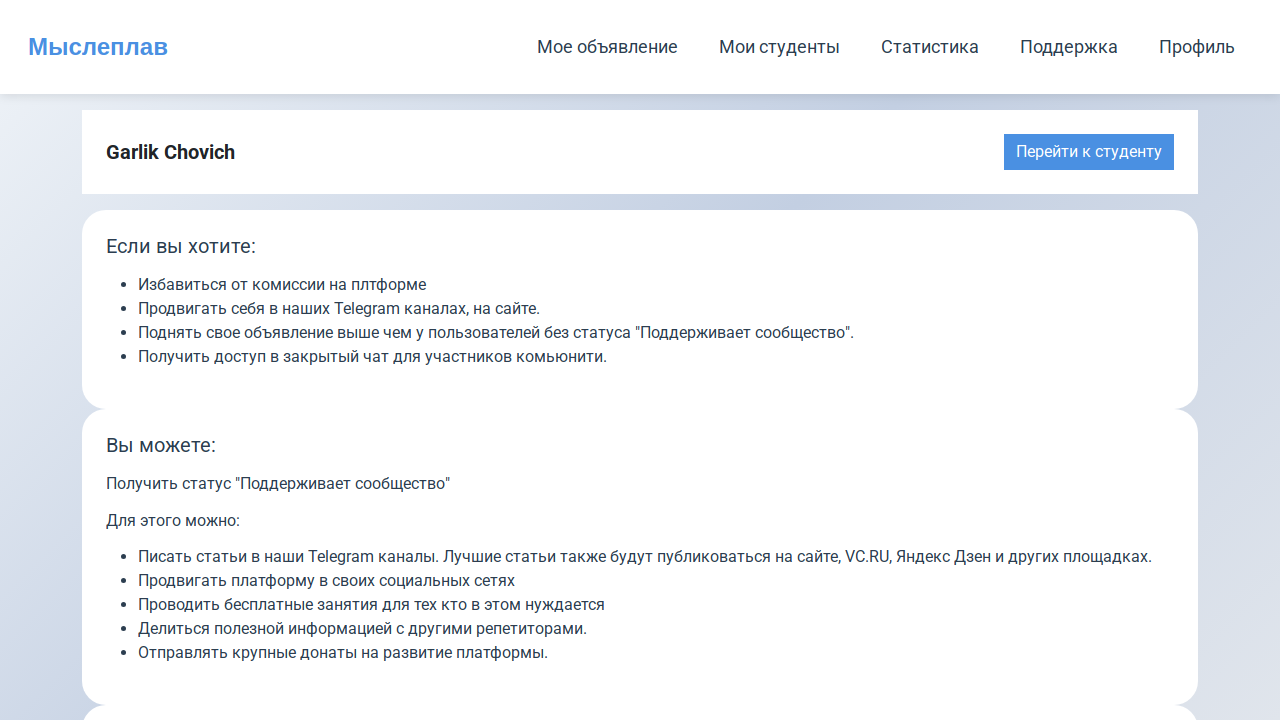 Мыслеплав
Мое объявление
Мои студенты
Статистика
Поддержка
Профиль
Garlik Chovich
Перейти к студенту
Если вы хотите:
Избавиться от комиссии на плтформе
Продвигать себя в наших Telegram каналах, на сайте.
Поднять свое объявление выше чем у пользователей без статуса "Поддерживает сообщество".
Получить доступ в закрытый чат для участников комьюнити.
Вы можете:
Получить статус "Поддерживает сообщество"
Для этого можно:
Писать статьи в наши Telegram каналы. Лучшие статьи также будут публиковаться на сайте, VC.RU, Яндекс Дзен и других площадках.
Продвигать платформу в своих социальных сетях
Проводить бесплатные занятия для тех кто в этом нуждается
Делиться полезной информацией с другими репетиторами.
Отправлять крупные донаты на развитие платформы.